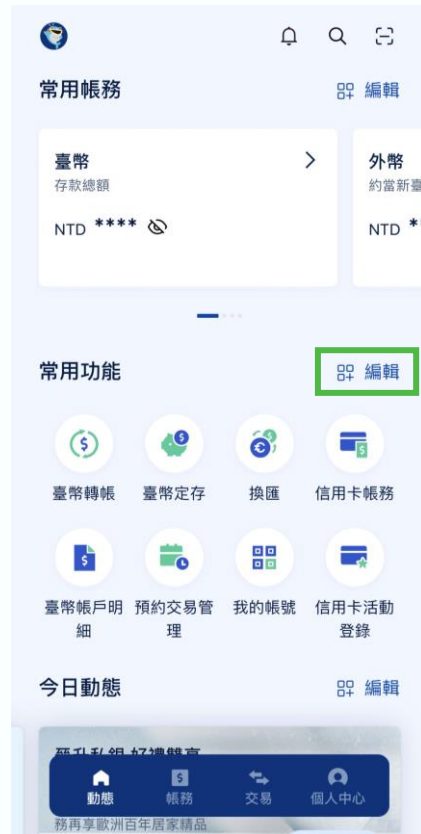 常用帳務
編輯
臺幣
存款總額
NTD ****
外幣
約當新臺
NTD *
常用功能
編輯
臺幣轉帳
臺幣定存
換匯
信用卡帳務
臺幣帳戶明
細
預約交易管
理
我的帳號
信用卡活動
登錄
今日動態
編輯
動態
帳務
交易
個人中心
務再享歐洲百年居家精品